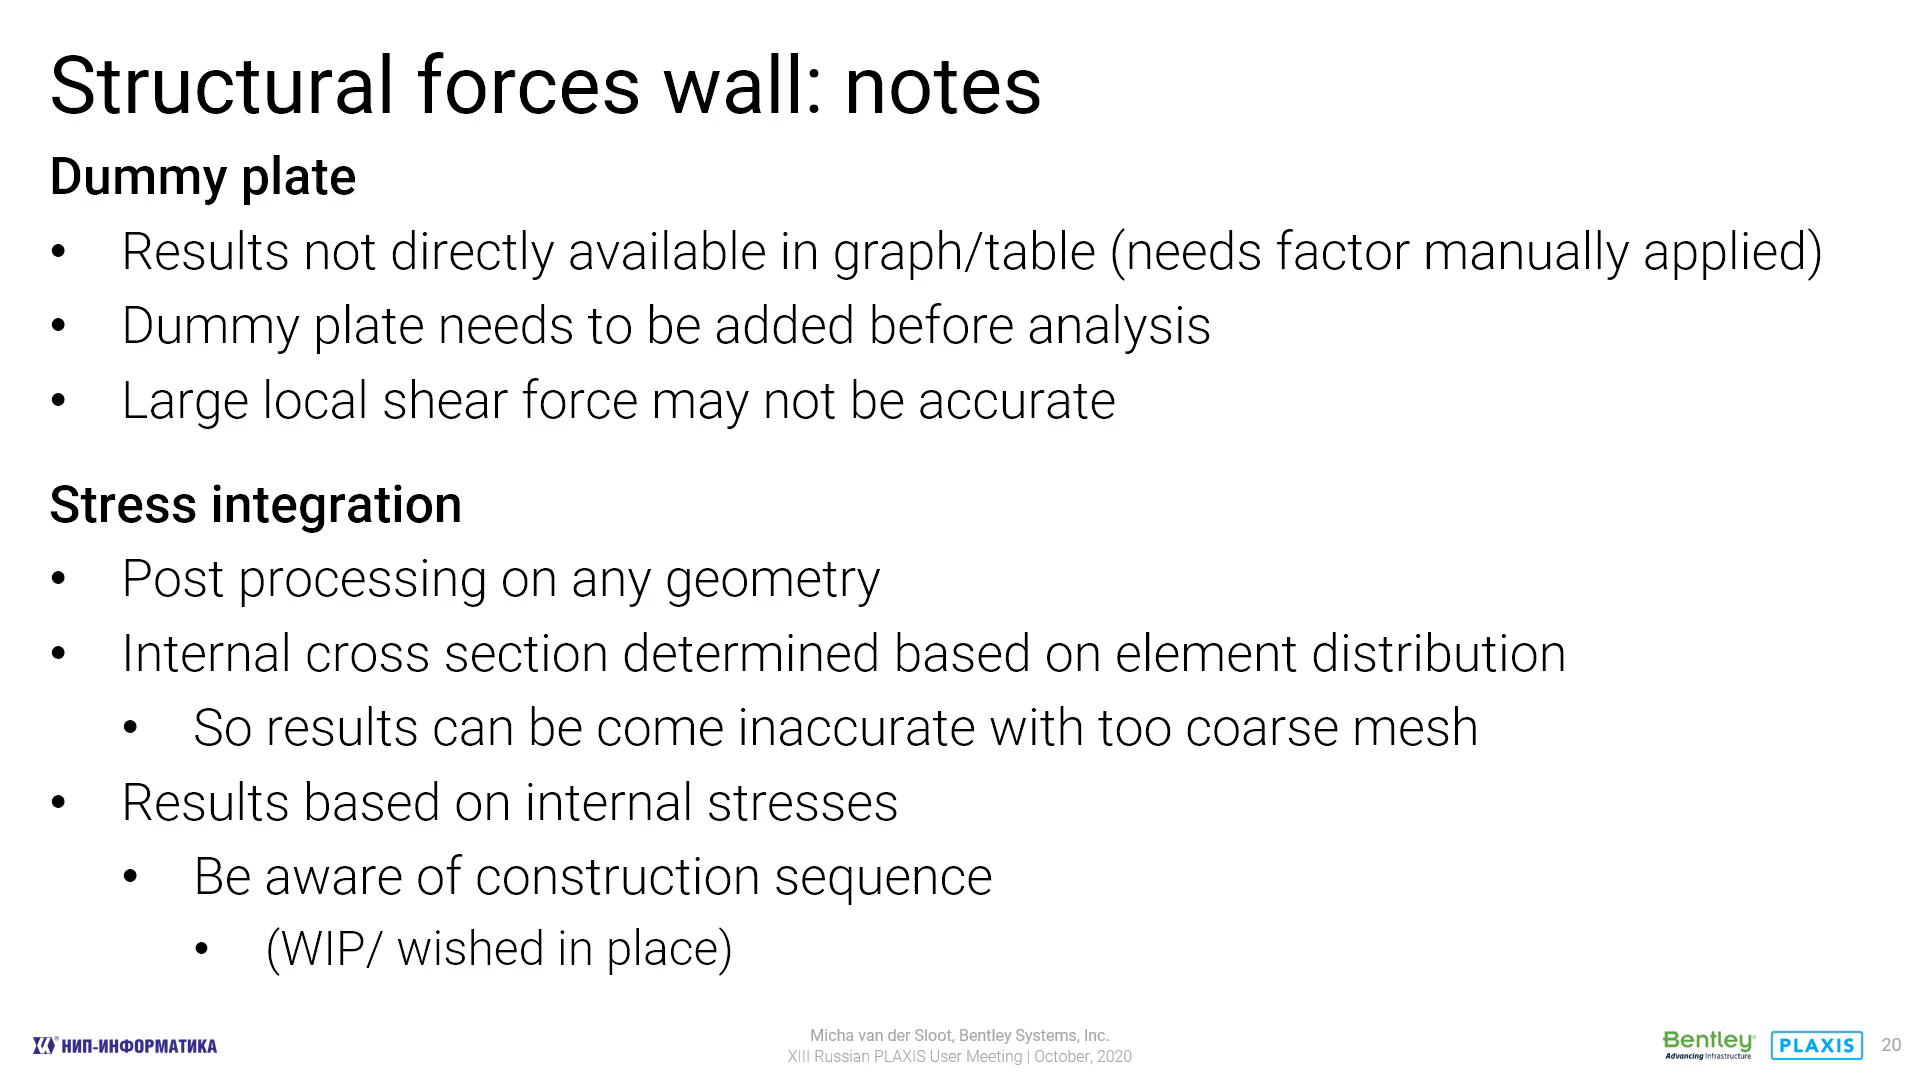 Structural forces wall: notes
Dummy plate
• Results not directly available in graph/table (needs factor manually applied)
• Dummy plate needs to be added before analysis
• Large local shear force may not be accurate
Stress integration
• Post processing on any geometry
• Internal cross section determined based on element distribution
• So results can be come inaccurate with too coarse mesh
• Results based on internal stresses
• Be aware of construction sequence
• (WIP/ wished in place)
НИП-ИНФОРМАТИКА
Micha van der Sloot, Bentley Systems, Inc.
XIII Russian PLAXIS User Meeting | October, 2020
Bentley®
Advancing Infrastructure
PLAXIS
20